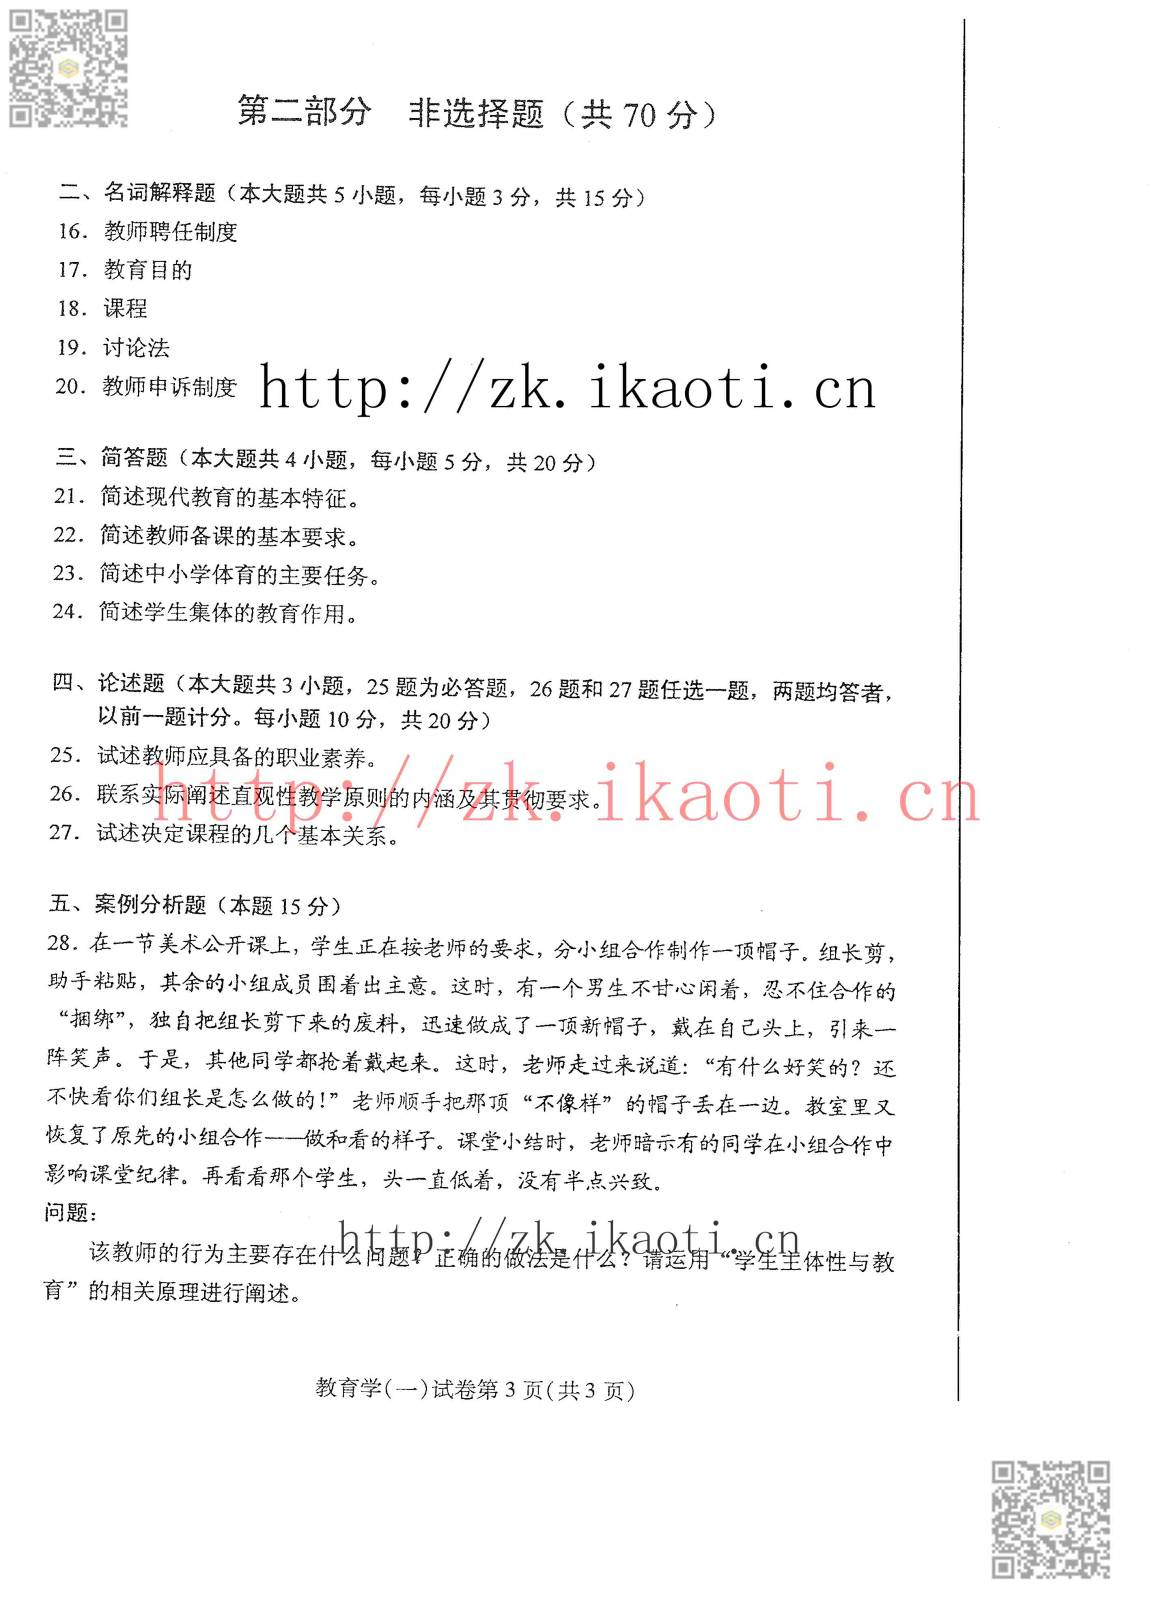 第二部分 非选择题（共 70 分）
二、名词解释题（本大题共 5 小题，每小题 3 分，共 15 分）
16．教师聘任制度
17．教育目的
18．课程
19．讨论法
20．教师申诉制度
http://zk.ikaoti.cn
三、简答题（本大题共 4 小题，每小题 5 分，共 20 分）
21．简述现代教育的基本特征。
22．简述教师备课的基本要求。
23．简述中小学体育的主要任务。
24．简述学生集体的教育作用。
四、论述题（本大题共 3 小题，25 题为必答题，26 题和 27 题任选一题，两题均答者，
以前一题计分。每小题 10 分，共 20 分）
25．试述教师应具备的职业素养。
http://zk.ikaoti.cn
26．联系实际阐述直观性教学原则的内涵及其贯彻要求。
27．试述决定课程的几个基本关系。
五、案例分析题（本题 15 分）
28．在一节美术公开课上，学生正在按老师的要求，分小组合作制作一顶帽子。组长剪，
助手粘贴，其余的小组成员围着出主意。这时，有一个男生不甘心闲着，忍不住合作的
“捆绑”，独自把组长剪下来的废料，迅速做成了一顶新帽子，戴在自己头上，引来一
阵笑声。于是，其他同学都抢着戴起来。这时，老师走过来说道：“有什么好笑的？还
不快看你们组长是怎么做的！”老师顺手把那顶“不像样”的帽子丢在一边。教室里又
恢复了原先的小组合作——做和看的样子。课堂小结时，老师暗示有的同学在小组合作中
影响课堂纪律。再看看那个学生，头一直低着，没有半点兴致。
问题：
http://zk.ikaoti.cn
该教师的行为主要存在什么问题？正确的做法是什么？请运用“学生主体性与教
育”的相关原理进行阐述。
教育学(一)试卷第 3 页(共 3 页)